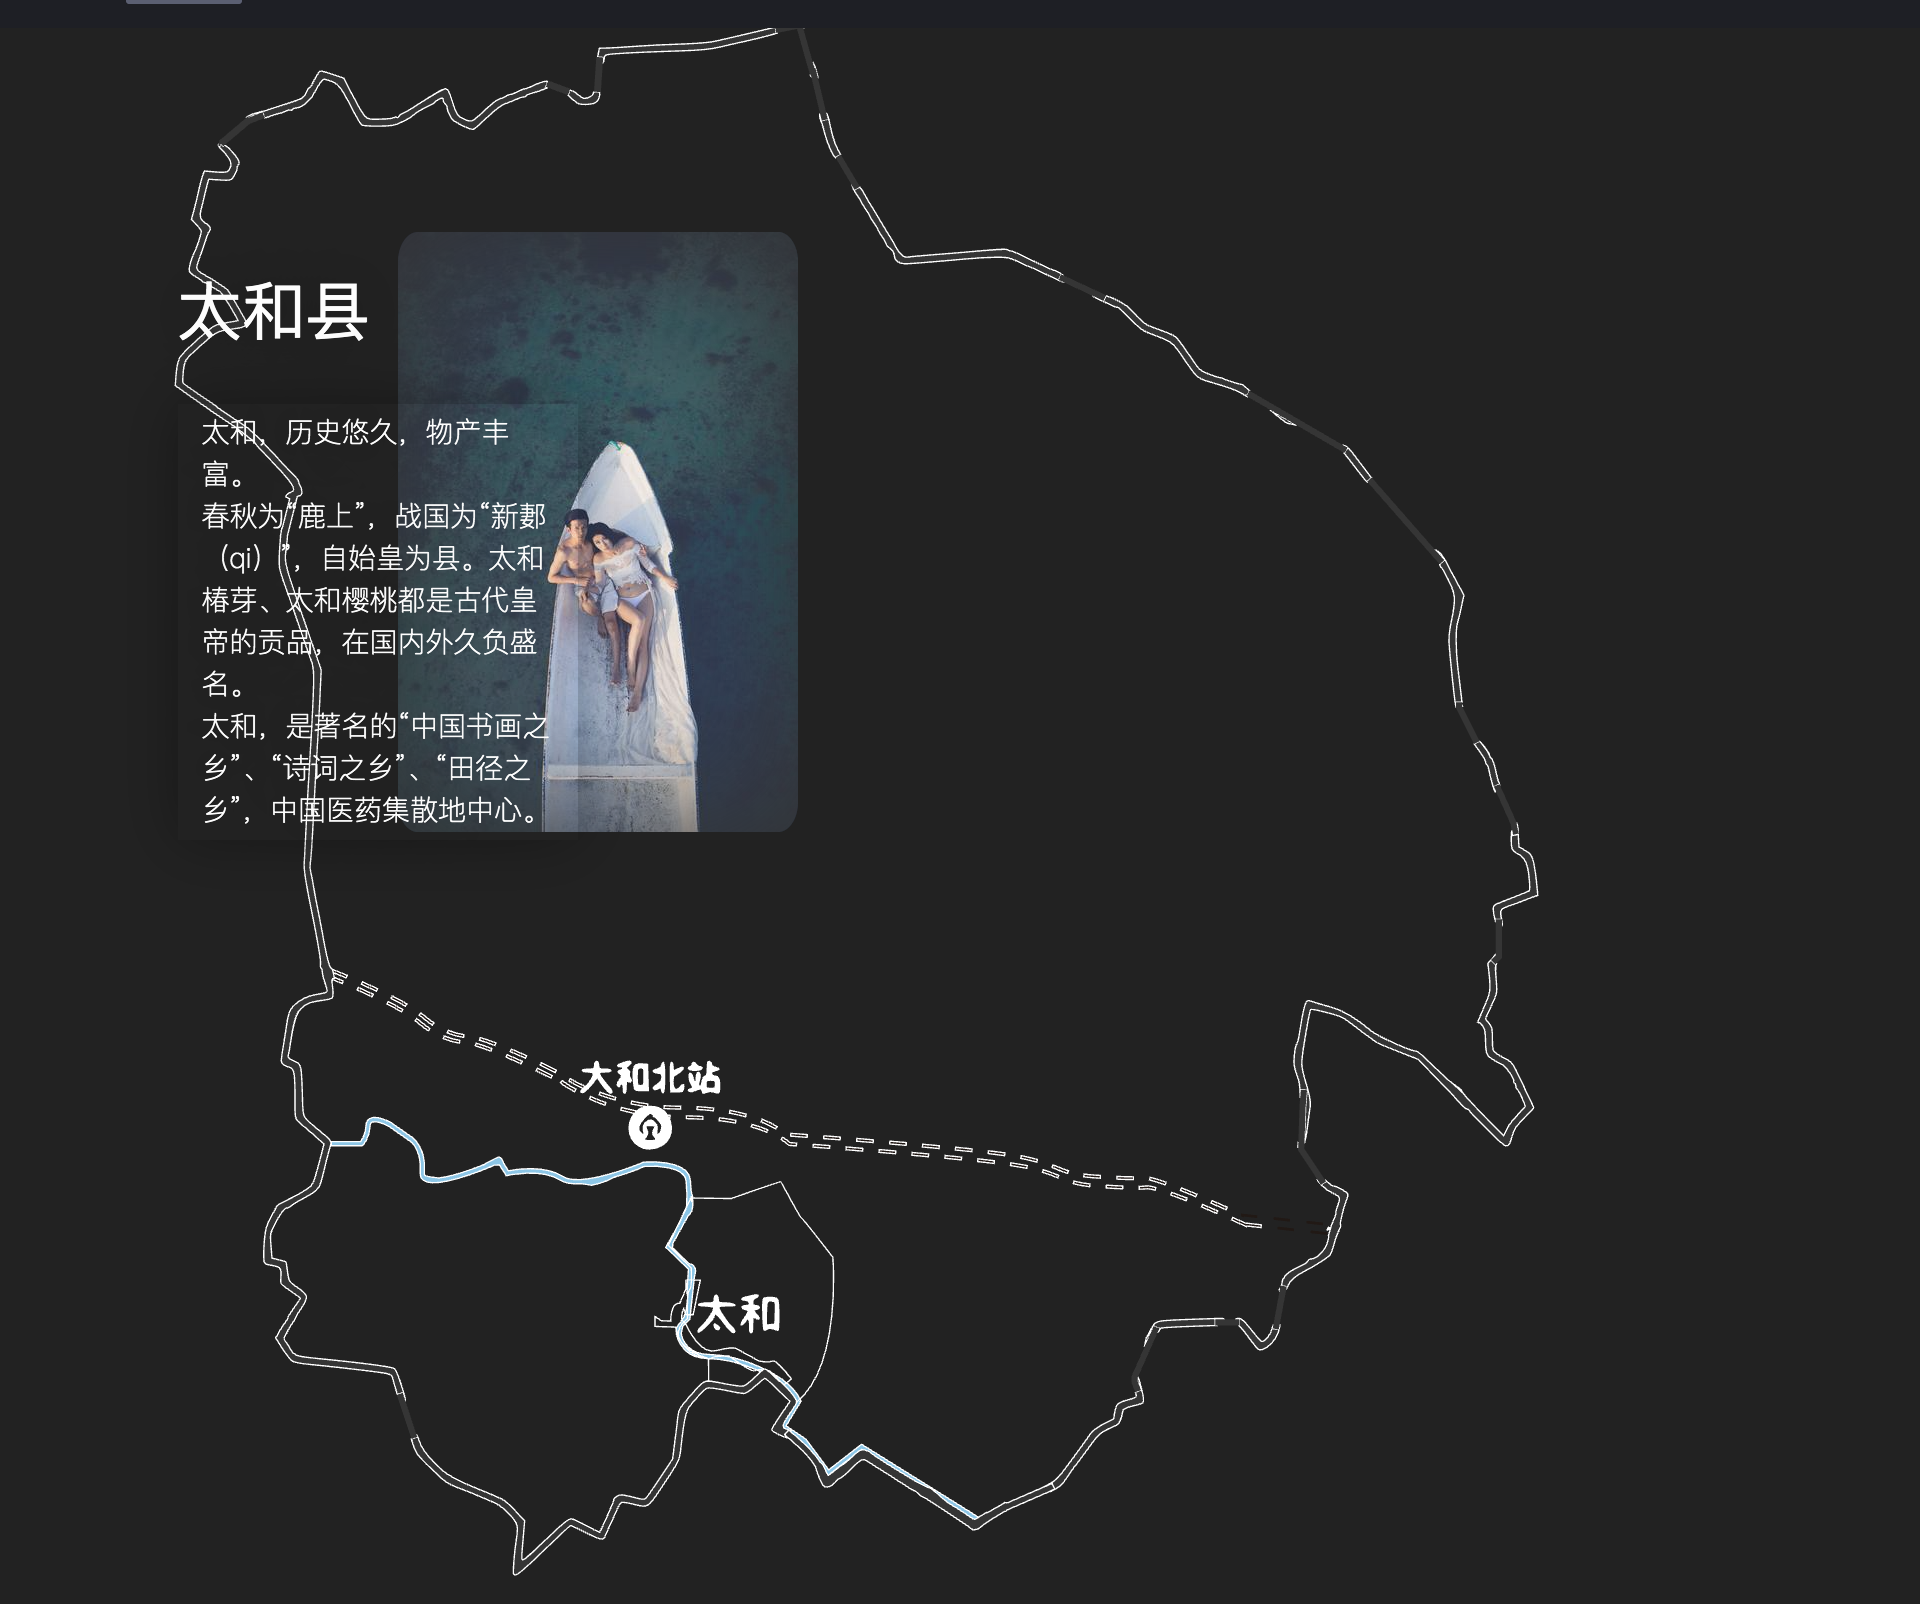 太和县
太和，历史悠久，物产丰
富。
春秋为“鹿上”，战国为“新郪
（qi）”，自始皇为县。太和
椿芽、太和樱桃都是古代皇
帝的贡品，在国内外久负盛
名。
太和，是著名的“中国书画之
乡”、“诗词之乡”、“田径之
乡”，中国医药集散地中心。
太和北站
太和